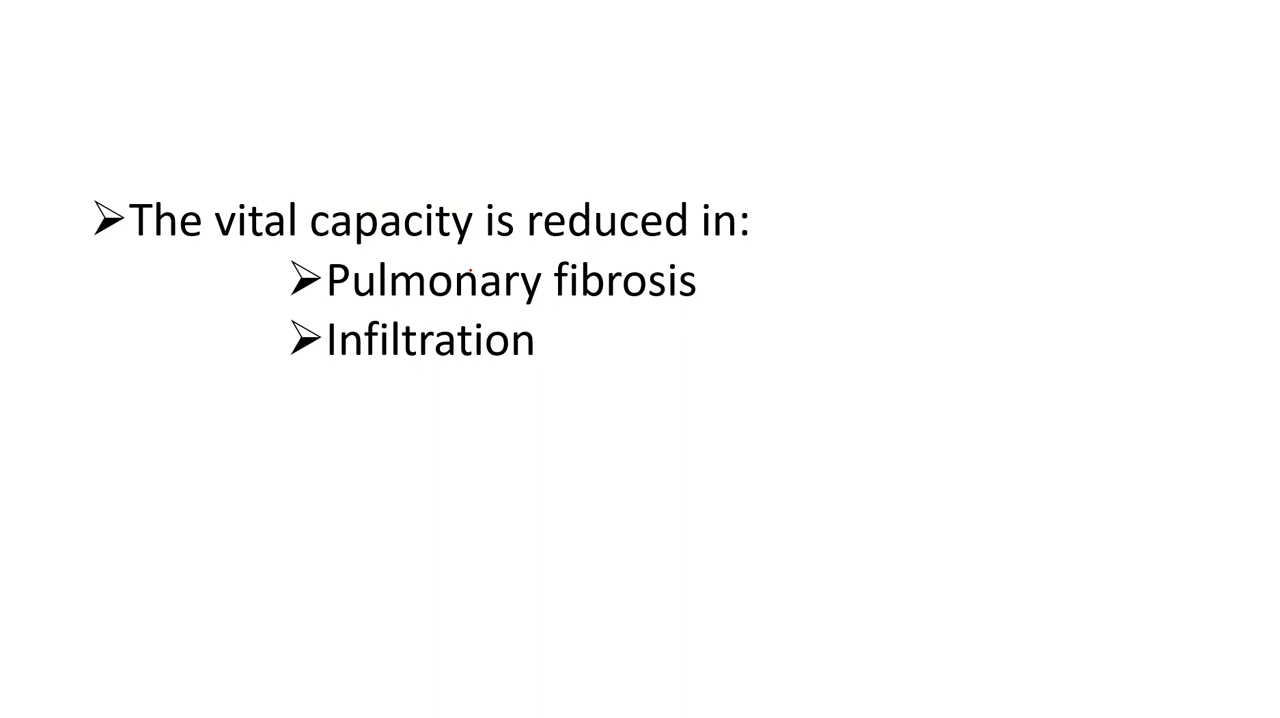 ➢The vital capacity is reduced in:
➢Pulmonary fibrosis
➢Infiltration